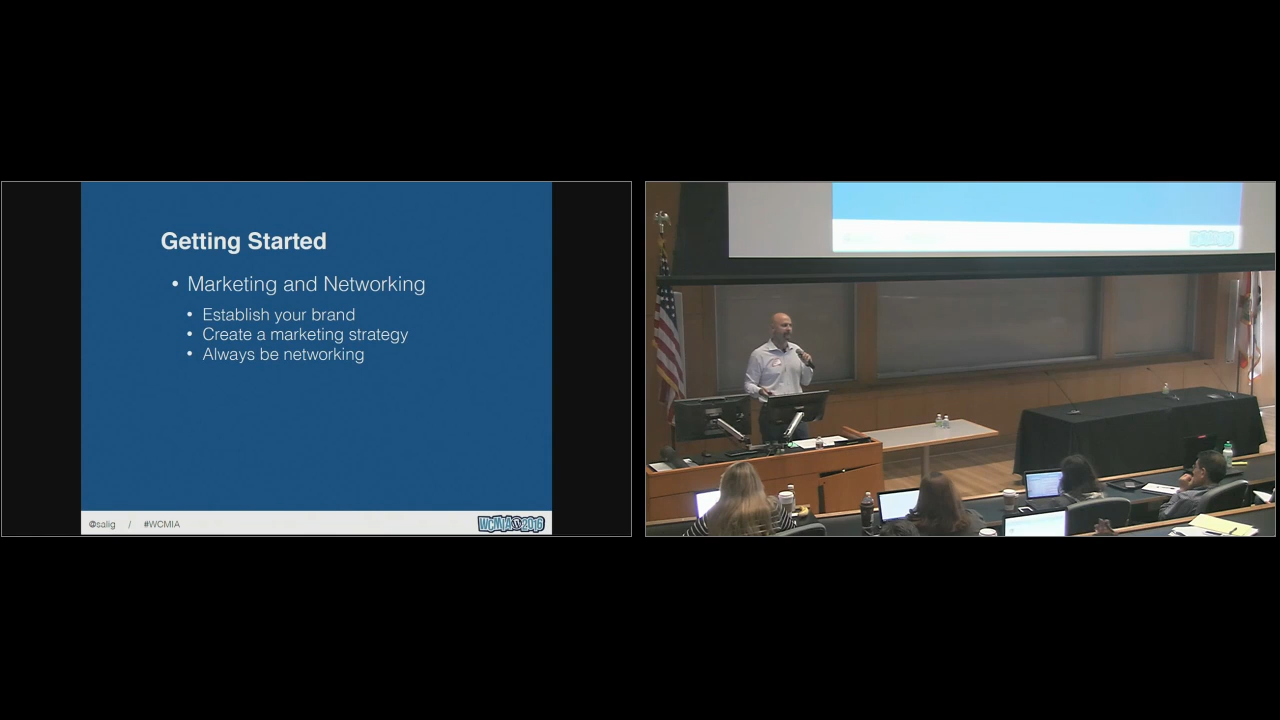 Getting Started
• Marketing and Networking
• Establish your brand
• Create a marketing strategy
• Always be networking
@salig / #WCMIA
WCMIA 2016